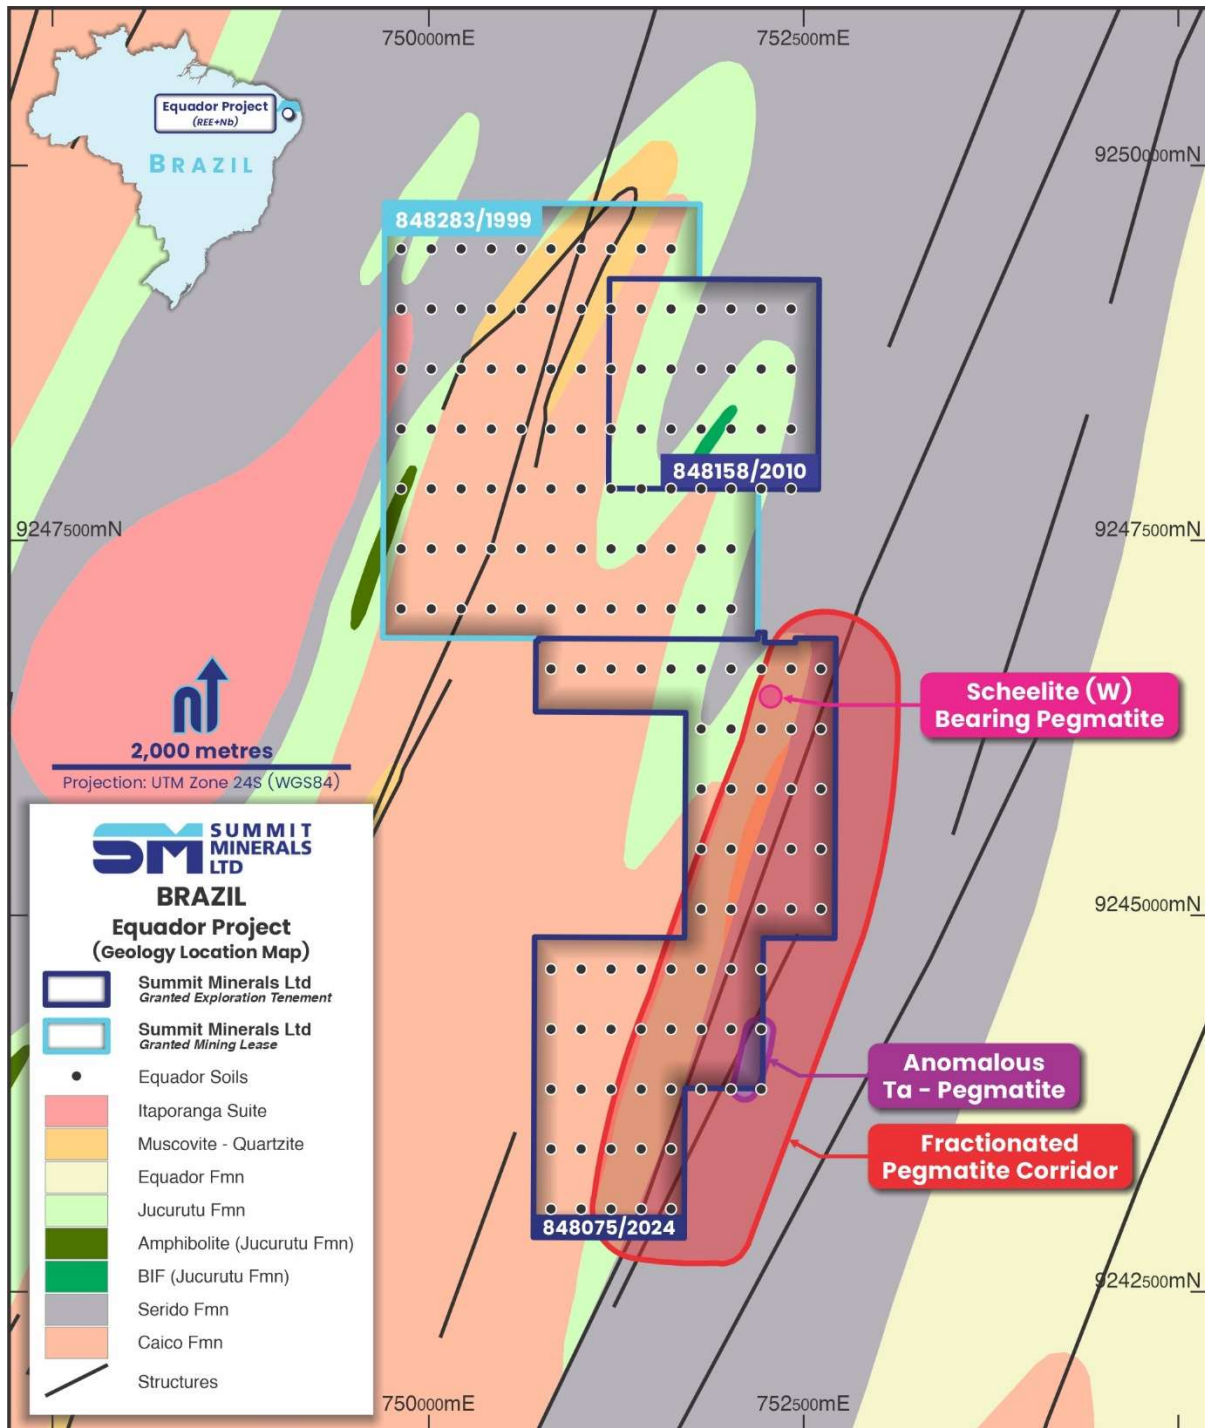 750000mE
752500mE
Equador Project
(REE+Nb)
BRAZIL
9250000mN
848283/1999
848158/2010
9247500mN
9247500mN
Scheelite (W)
Bearing Pegmatite
2,000 metres
Projection: UTM Zone 24S (WGS84)
SM SUMMIT
MINERALS
LTD
BRAZIL
Equador Project
(Geology Location Map)
Summit Minerals Ltd
Granted Exploration Tenement
Summit Minerals Ltd
Granted Mining Lease
Equador Soils
Itaporanga Suite
Muscovite - Quartzite
Equador Fmn
Jucurutu Fmn
Amphibolite (Jucurutu Fmn)
BIF (Jucurutu Fmn)
Serido Fmn
Caico Fmn
Structures
9245000mN
Anomalous
Ta - Pegmatite
Fractionated
Pegmatite Corridor
848075/2024
9242500mN
750000mE
752500mE